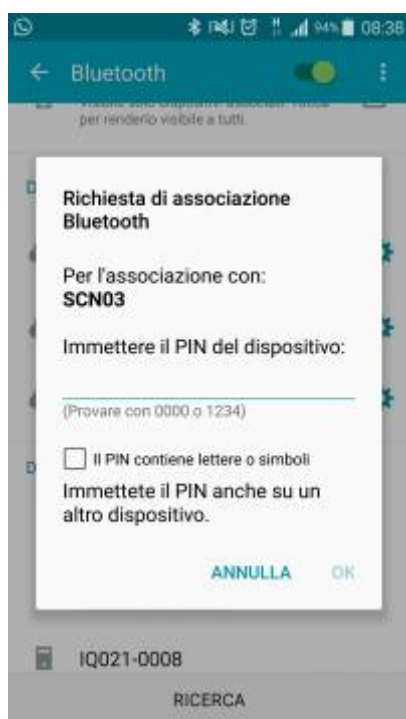 94% 08:38
Bluetooth
per renderlo visibile a tutti.
D
Richiesta di associazione
Bluetooth
Per l'associazione con:
SCN03
Immettere il PIN del dispositivo:
(Provare con 0000 o 1234)
Il PIN contiene lettere o simboli
D
Immettete il PIN anche su un
altro dispositivo.
ANNULLA OK
IQ021-0008
RICERCA